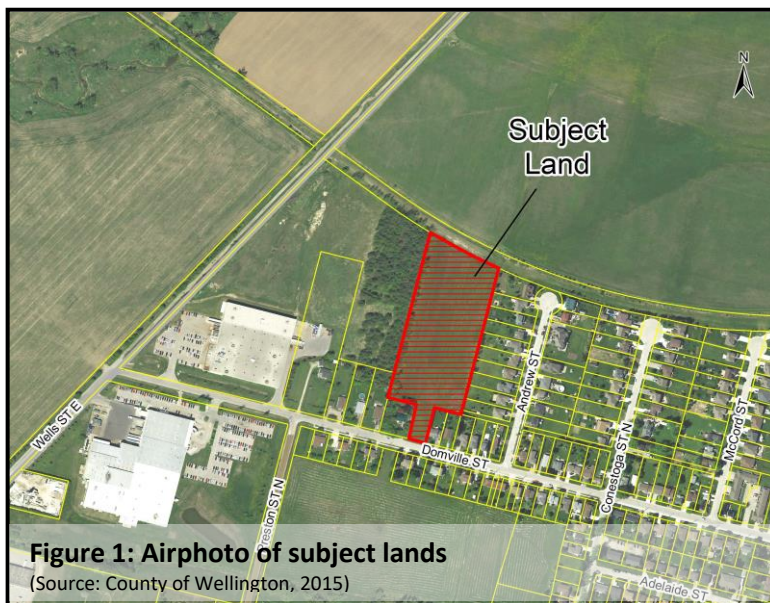 N
Subject
Land
Andrew ST
Conestoga ST N
McCord ST
Wells ST E
Domville ST
Preston ST N
Figure 1: Airphoto of subject lands
(Source: County of Wellington, 2015)
Adelaide ST